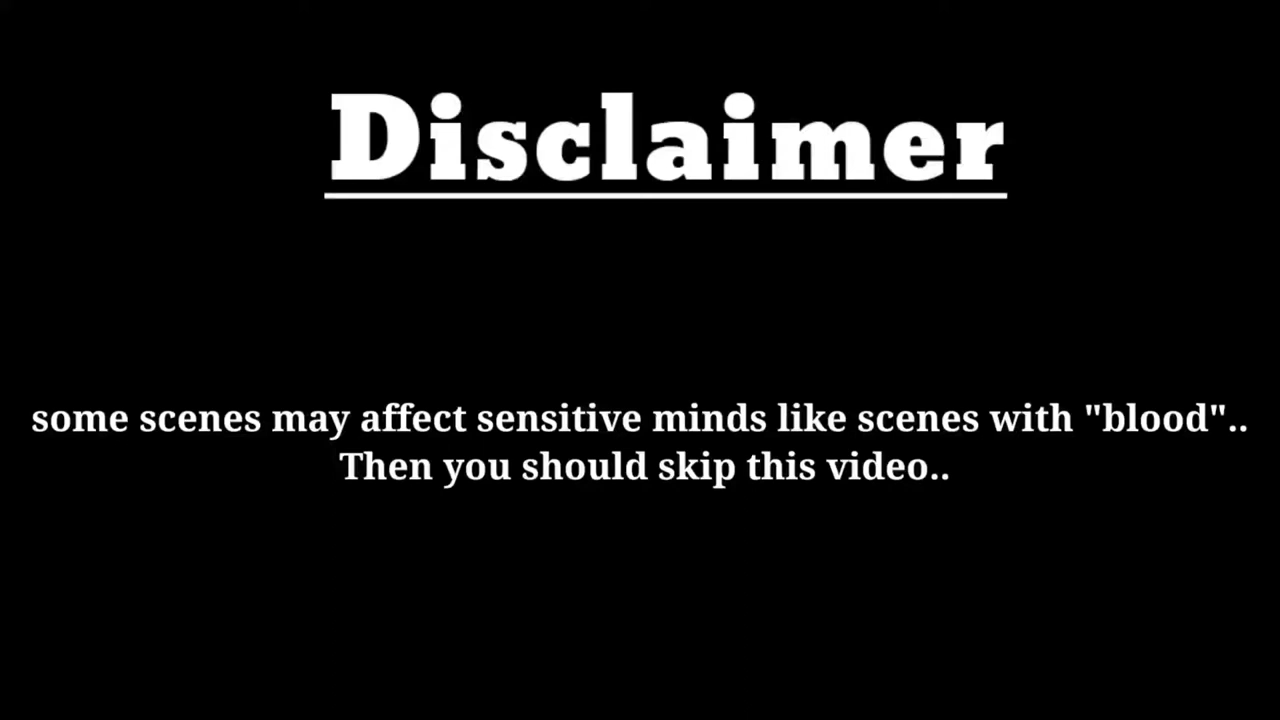 Disclaimer
some scenes may affect sensitive minds like scenes with "blood"..
Then you should skip this video..